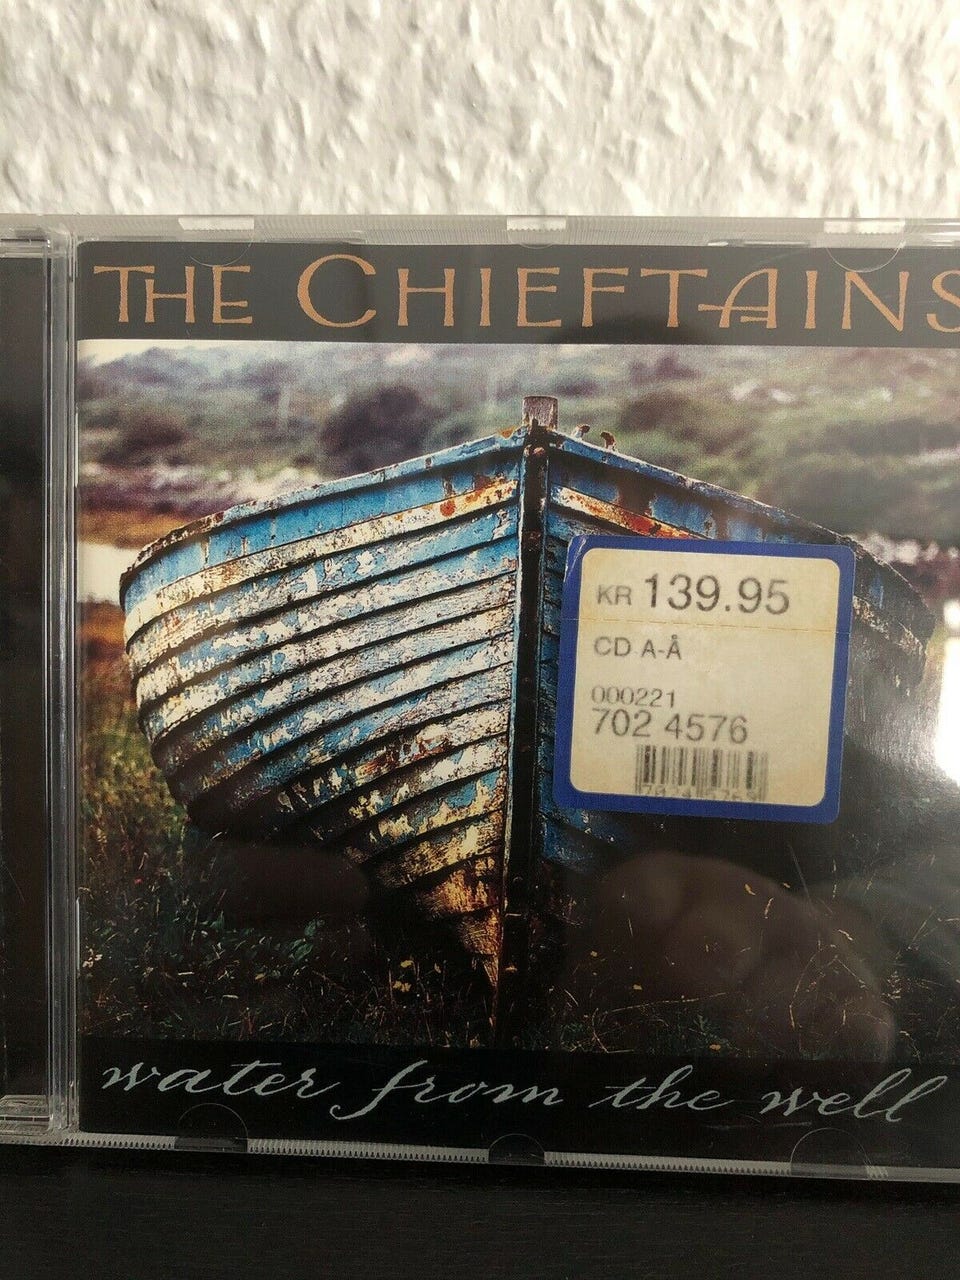 THE CHIEFTAINS
KR 139.95
CD A-Å
000221
702 4576
water from the well